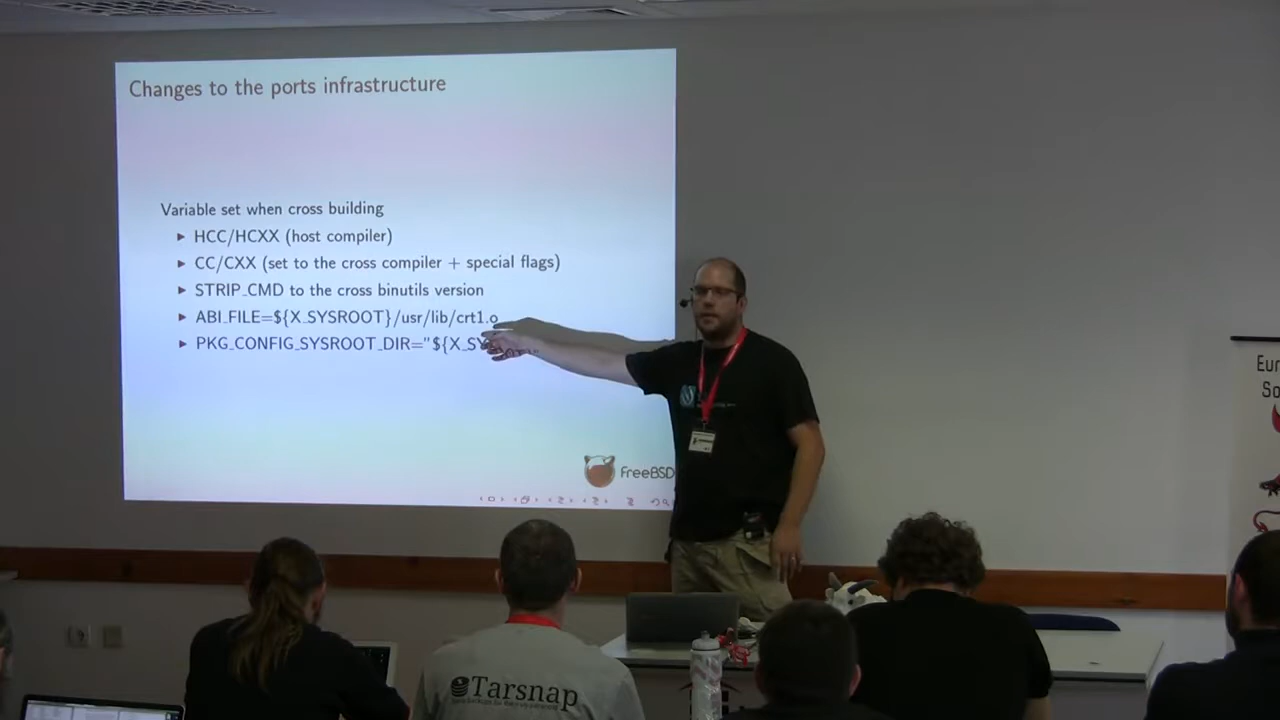 Changes to the ports infrastructure
Variable set when cross building
▶ HCC/HCXX (host compiler)
▶ CC/CXX (set to the cross compiler + special flags)
▶ STRIP_CMD to the cross binutils version
▶ ABI_FILE=${X_SYSROOT}/usr/lib/crt1.o
▶ PKG_CONFIG_SYSROOT_DIR="${X_SY
FreeBSD
Eur
So
Tarsnap